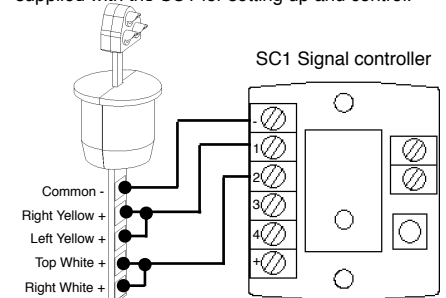 supplied with the SC1 for setting up and control.
SC1 Signal controller
-
1
2
3
4
+
Common -
Right Yellow +
Left Yellow +
Top White +
Right White +